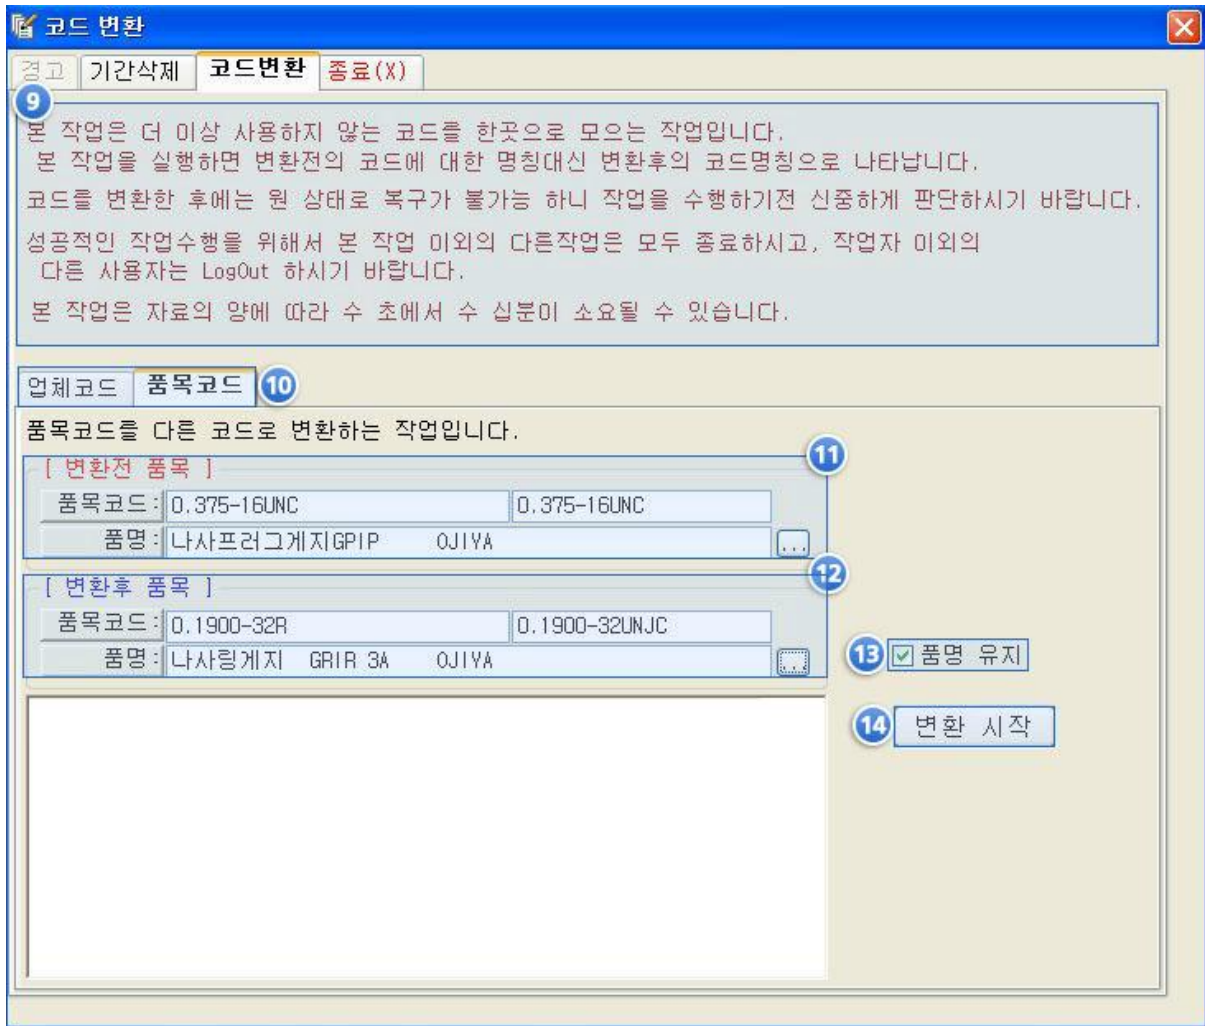 코드 변환
경고 기간삭제 코드변환 종료(X)
9
본 작업은 더 이상 사용하지 않는 코드를 한곳으로 모으는 작업입니다.
본 작업을 실행하면 변환전의 코드에 대한 명칭대신 변환후의 코드명칭으로 나타납니다.
코드를 변환한 후에는 원 상태로 복구가 불가능 하니 작업을 수행하기전 신중하게 판단하시기 바랍니다.
성공적인 작업수행을 위해서 본 작업 이외의 다른작업은 모두 종료하시고, 작업자 이외의
다른 사용자는 LogOut 하시기 바랍니다.
본 작업은 자료의 양에 따라 수 초에서 수 십분이 소요될 수 있습니다.
업체코드 품목코드 10
품목코드를 다른 코드로 변환하는 작업입니다.
[ 변환전 품목 ] 11
품목코드: 0.375-16UNC 0.375-16UNC
품명: 나사프러그게지GPIP OJIYA ...
[ 변환후 품목 ] 12
품목코드: 0.1900-32R 0.1900-32UNJC
품명: 나사링게지 GRIR 3A OJIYA ...
13 품명 유지
14 변환 시작